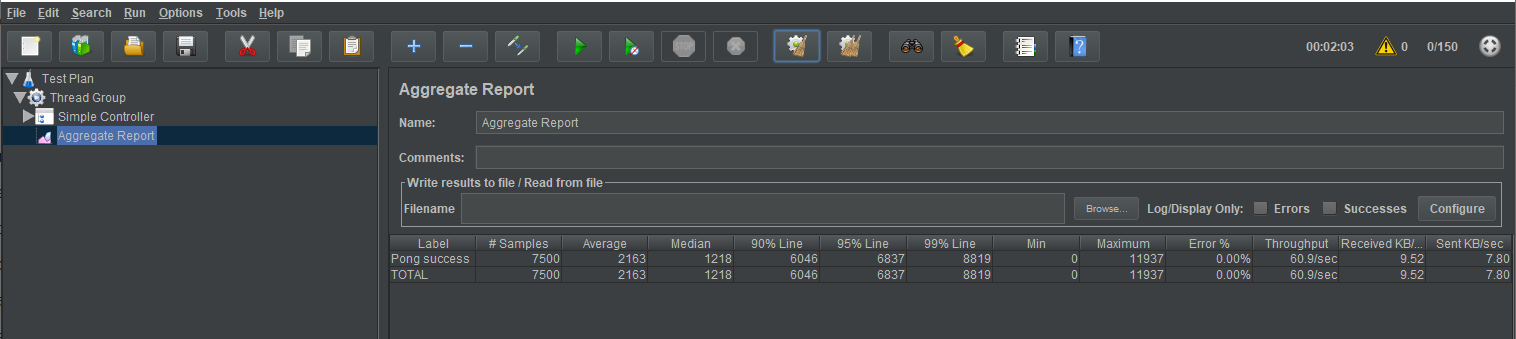 File Edit Search Run Options Tools Help
STOP 00:02:03 0 0/150
Test Plan
Thread Group
Simple Controller
Aggregate Report
Aggregate Report
Name: Aggregate Report
Comments:
Write results to file / Read from file
Filename Browse... Log/Display Only: Errors Successes Configure
Label # Samples Average Median 90% Line 95% Line 99% Line Min Maximum Error % Throughput Received KB/... Sent KB/sec
Pong success 7500 2163 1218 6046 6837 8819 0 11937 0.00% 60.9/sec 9.52 7.80
TOTAL 7500 2163 1218 6046 6837 8819 0 11937 0.00% 60.9/sec 9.52 7.80